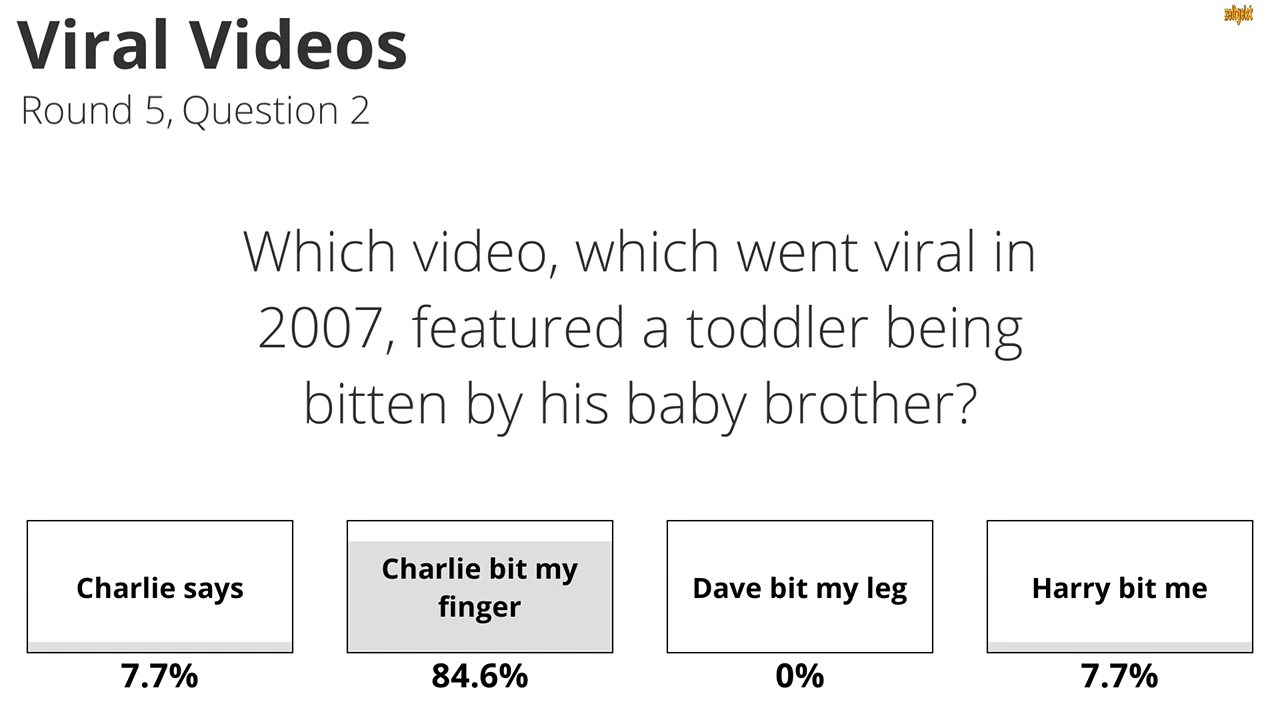 Viral Videos
Round 5, Question 2
Which video, which went viral in
2007, featured a toddler being
bitten by his baby brother?
Charlie says
Charlie bit my
finger
Dave bit my leg
Harry bit me
7.7%
84.6%
0%
7.7%